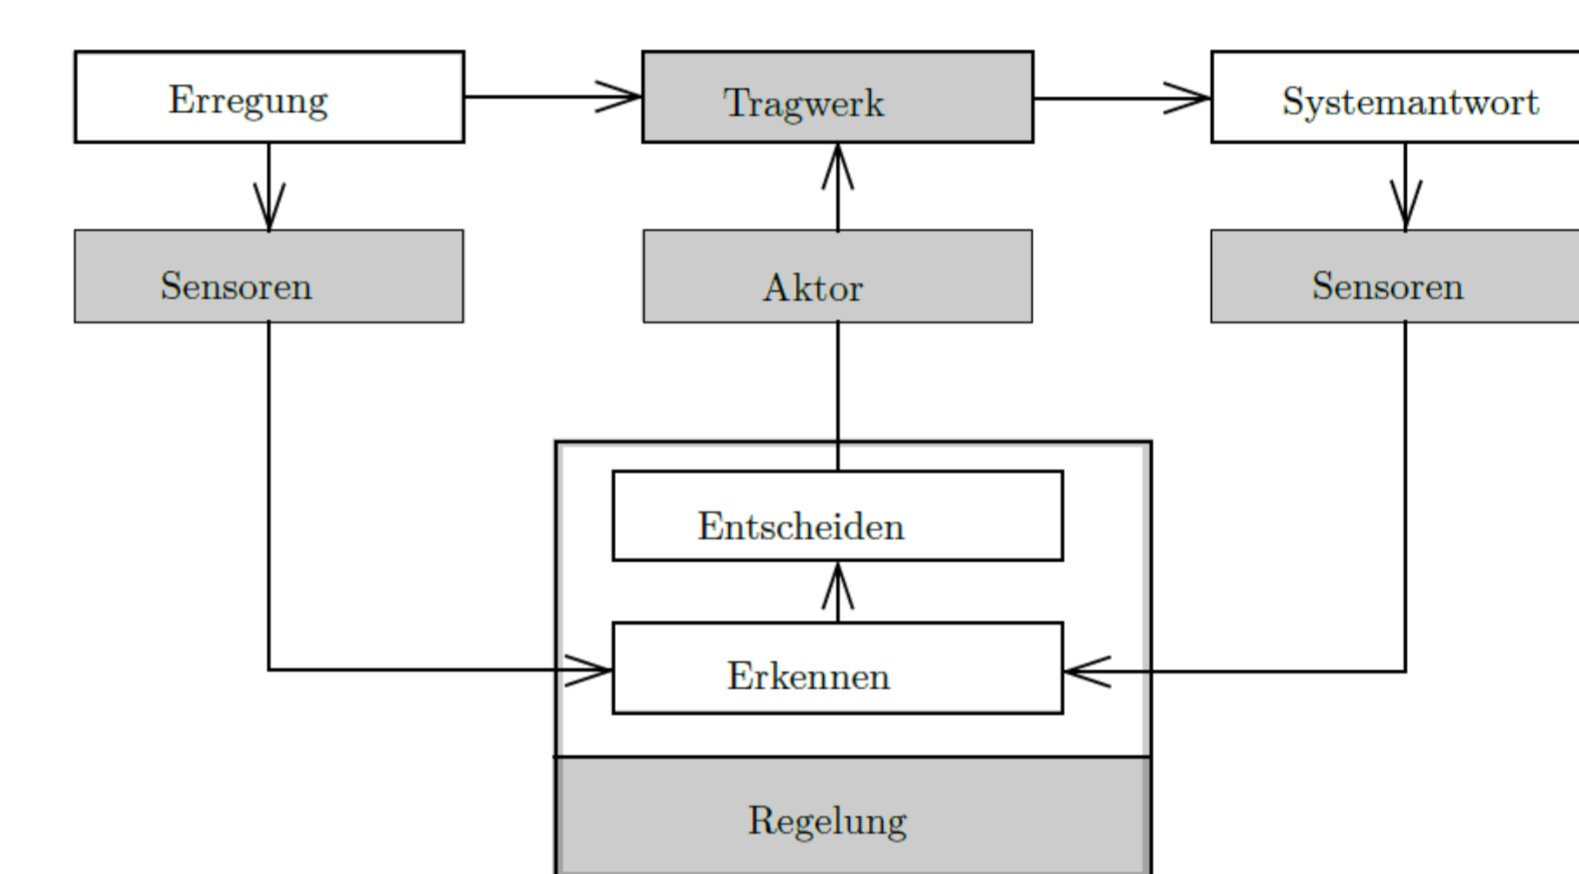 Erregung
Tragwerk
Systemantwort
Sensoren
Aktor
Sensoren
Entscheiden
Erkennen
Regelung